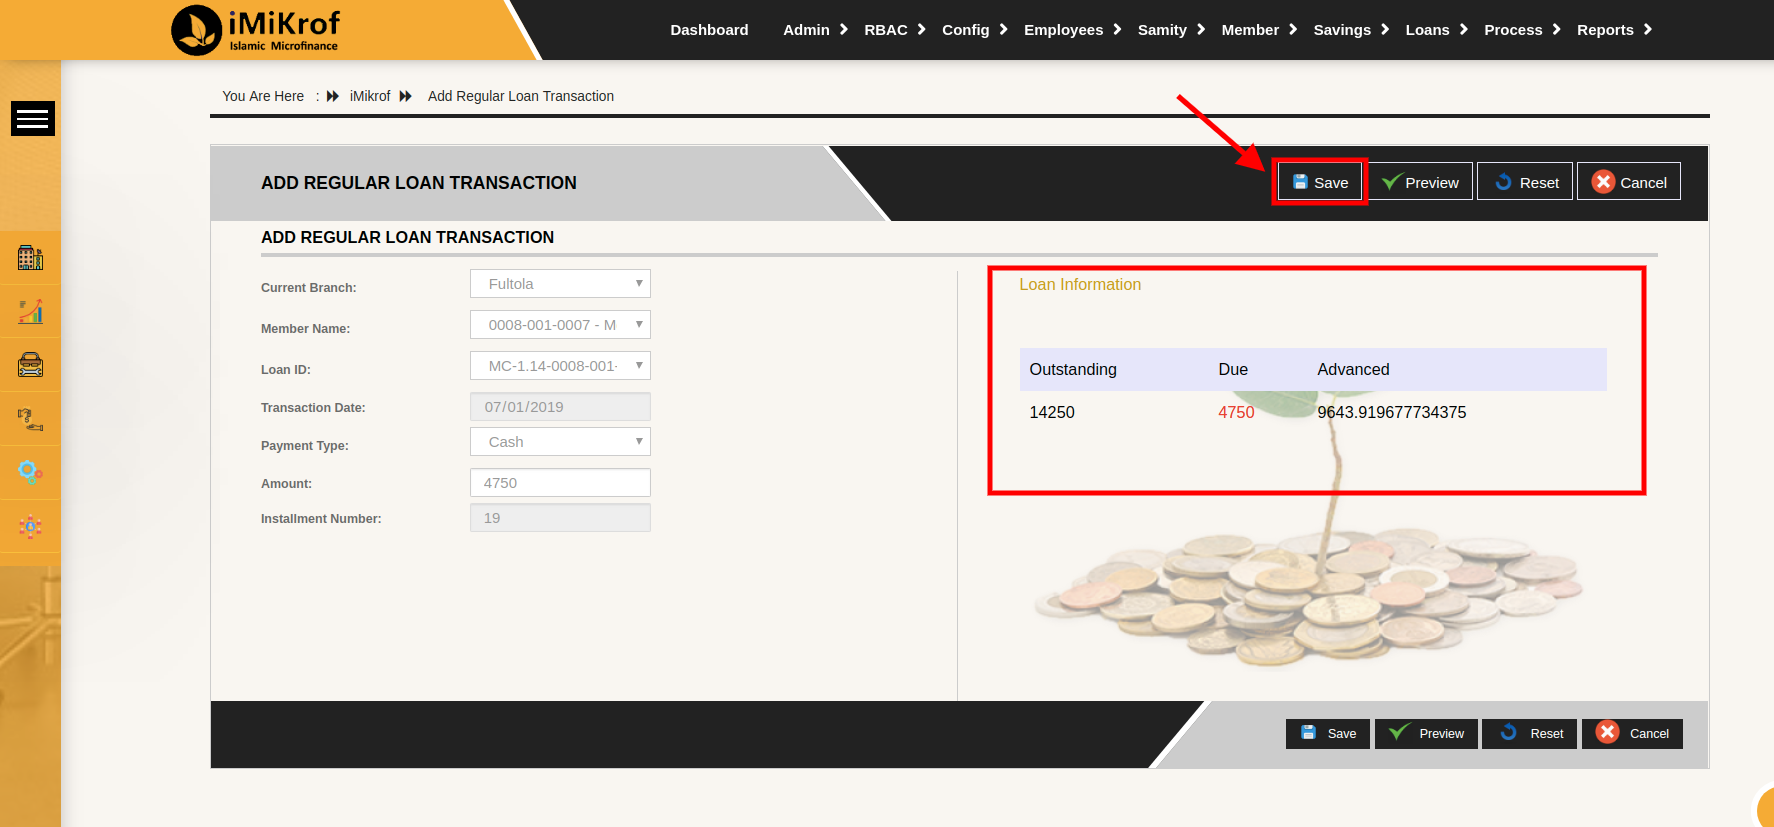 iMiKrof
Islamic Microfinance
Dashboard Admin RBAC Config Employees Samity Member Savings Loans Process Reports
You Are Here : iMikrof Add Regular Loan Transaction
ADD REGULAR LOAN TRANSACTION
Save Preview Reset Cancel
ADD REGULAR LOAN TRANSACTION
Current Branch: Fultola
Member Name: 0008-001-0007 - M
Loan ID: MC-1.14-0008-001-
Transaction Date: 07/01/2019
Payment Type: Cash
Amount: 4750
Installment Number: 19
Loan Information
Outstanding Due Advanced
14250 4750 9643.919677734375
Save Preview Reset Cancel